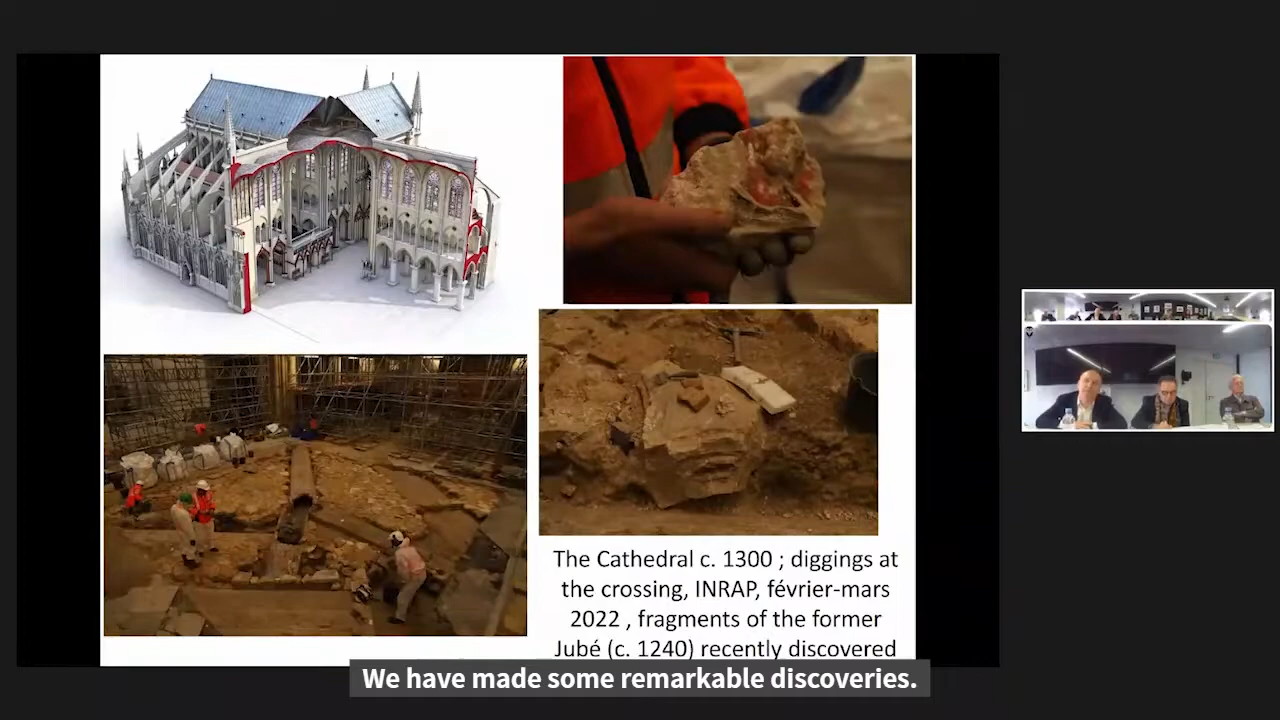 The Cathedral c. 1300 ; diggings at
the crossing, INRAP, février-mars
2022 , fragments of the former
Jubé (c. 1240) recently discovered
We have made some remarkable discoveries.